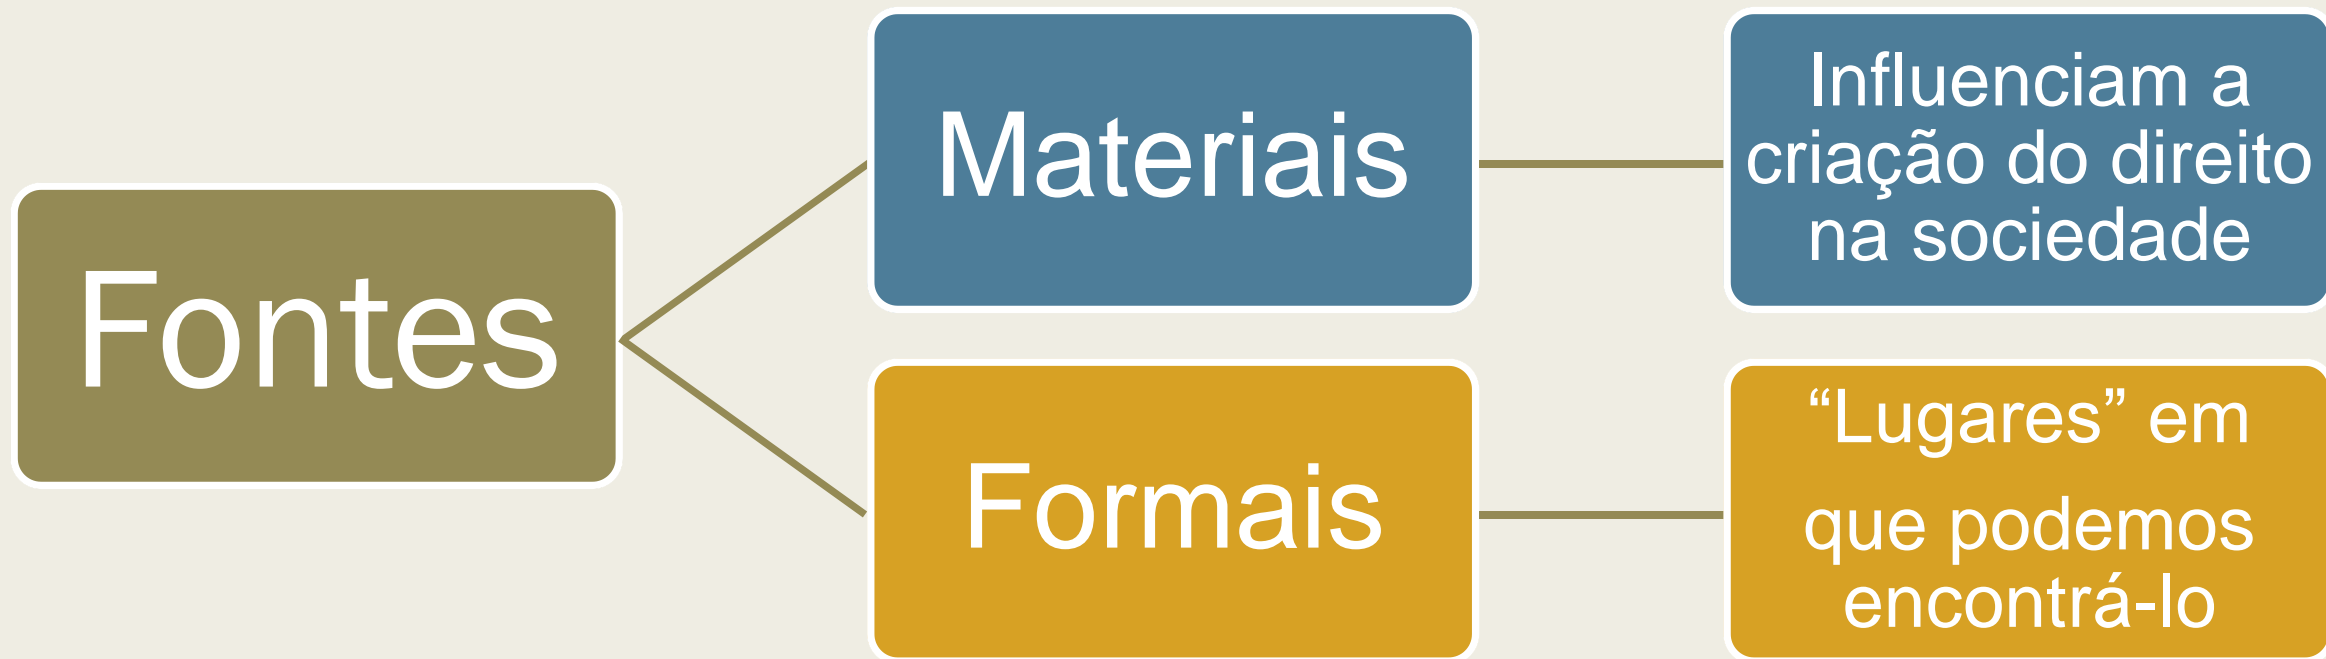 Fontes
Materiais
Influenciam a
criação do direito
na sociedade
Formais
“Lugares” em
que podemos
encontrá-lo